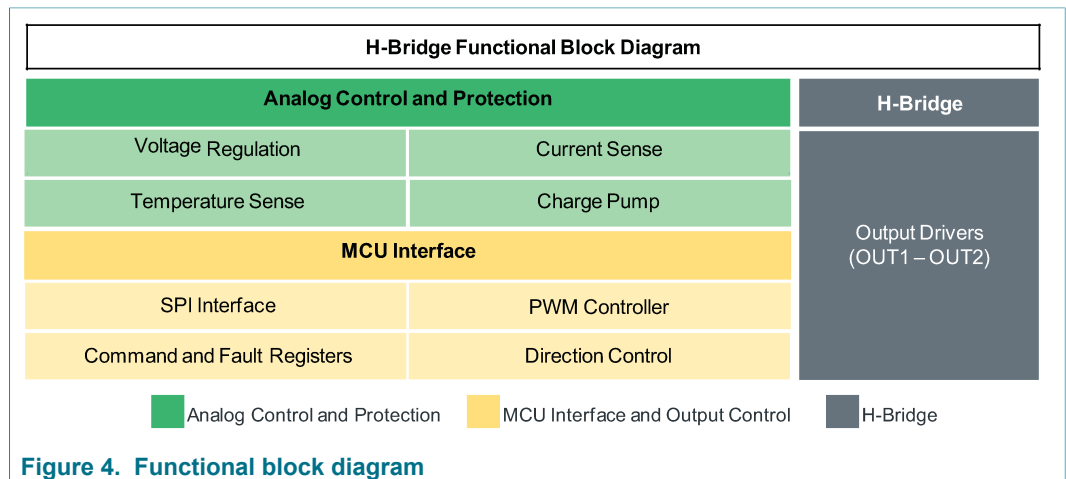 H-Bridge Functional Block Diagram
Analog Control and Protection
H-Bridge
Voltage Regulation
Current Sense
Temperature Sense
Charge Pump
Output Drivers
(OUT1 – OUT2)
MCU Interface
SPI Interface
PWM Controller
Command and Fault Registers
Direction Control
Analog Control and Protection
MCU Interface and Output Control
H-Bridge
Figure 4. Functional block diagram